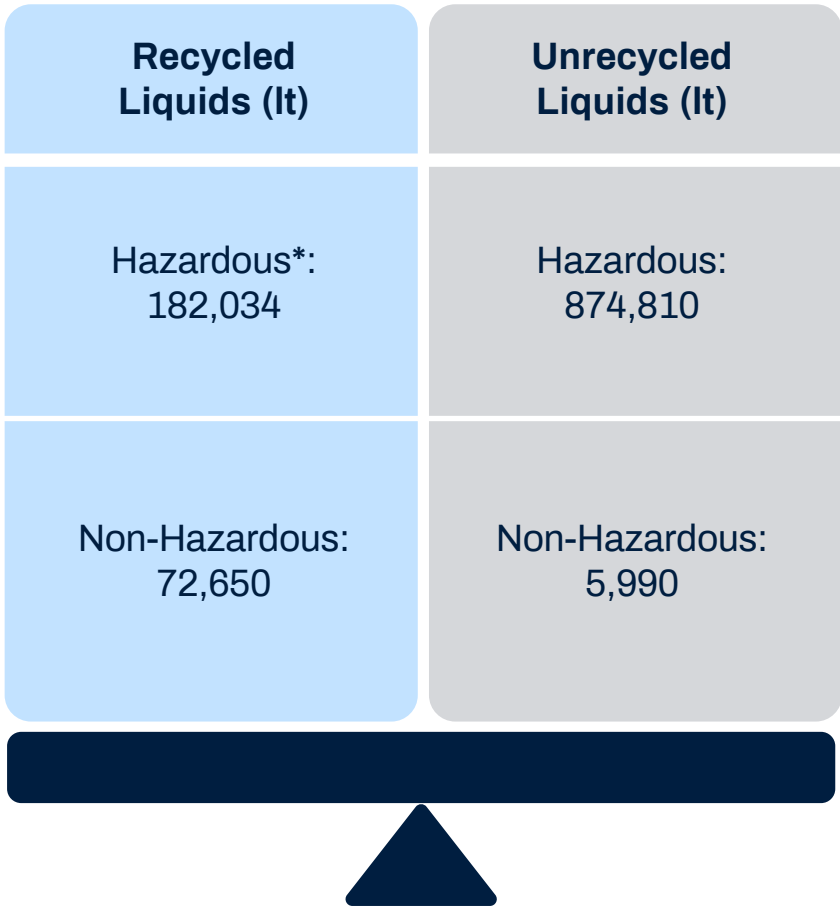 Recycled
Liquids (lt)
Unrecycled
Liquids (lt)
Hazardous*:
182,034
Hazardous:
874,810
Non-Hazardous:
72,650
Non-Hazardous:
5,990